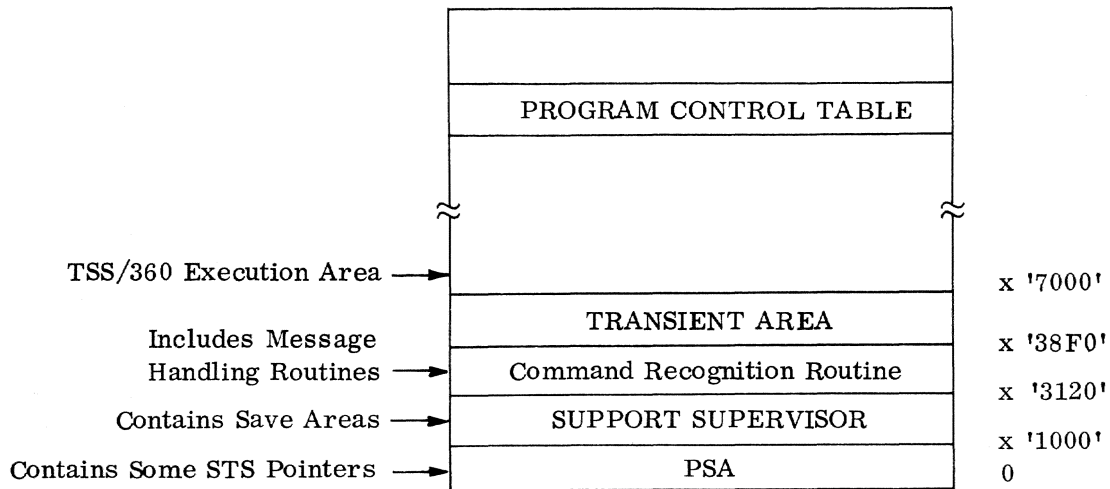 PROGRAM CONTROL TABLE
TSS/360 Execution Area
x '7000'
TRANSIENT AREA
Includes Message
Handling Routines
x '38F0'
Command Recognition Routine
x '3120'
Contains Save Areas
SUPPORT SUPERVISOR
x '1000'
Contains Some STS Pointers
PSA
0